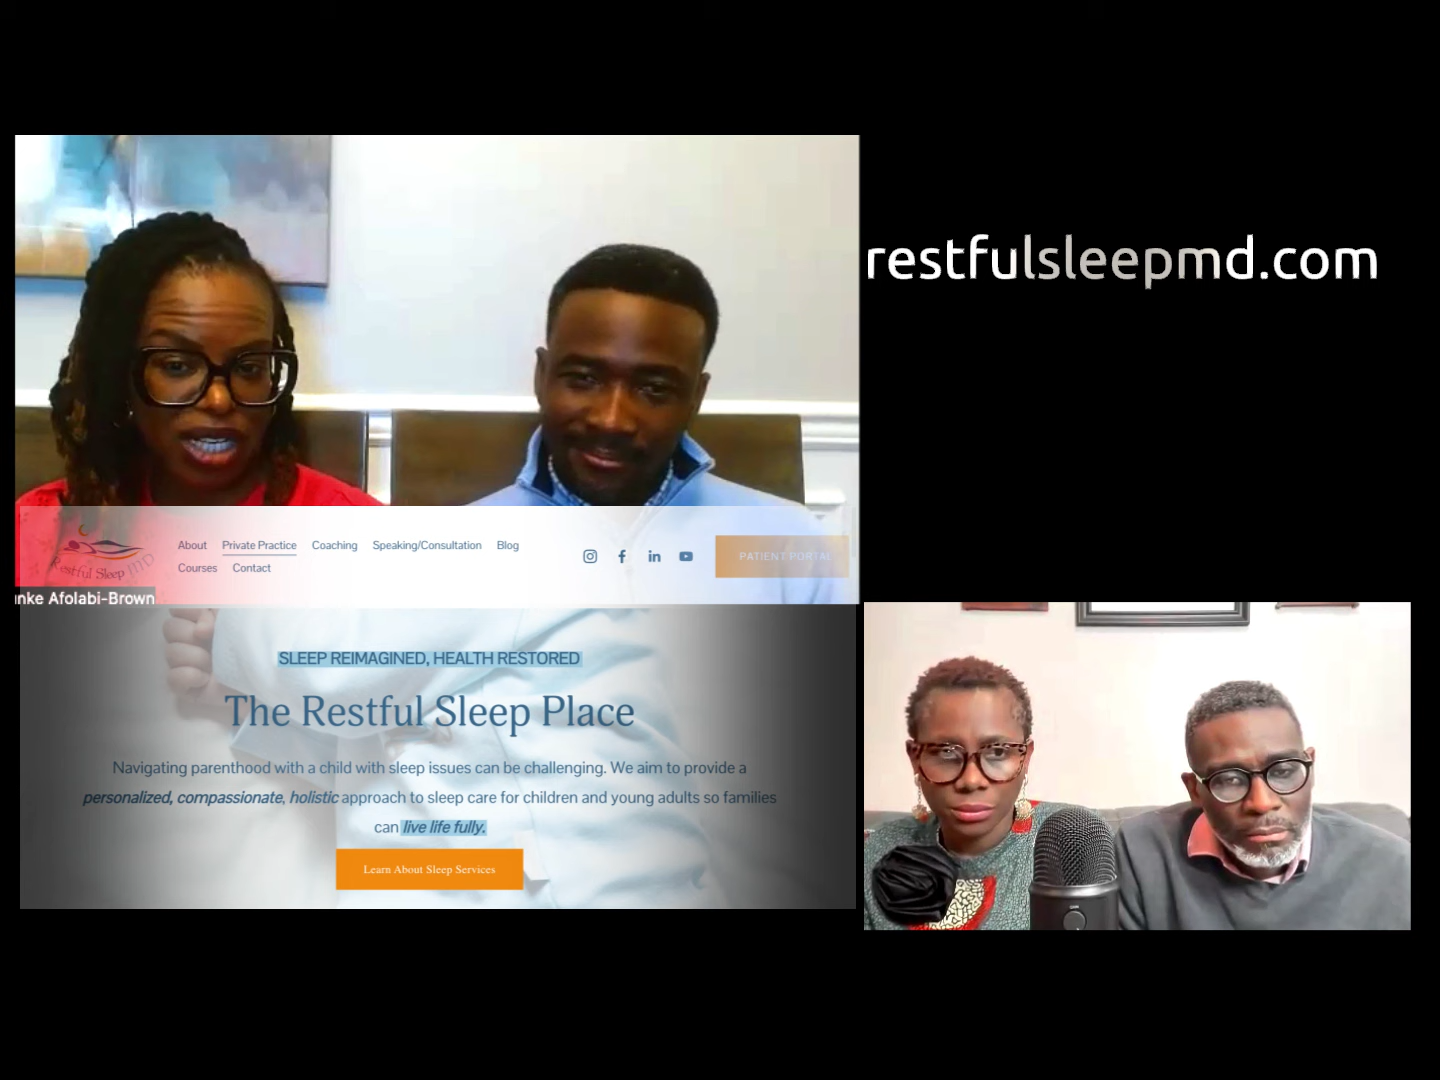 restfulsleepmd.com
About Private Practice Coaching Speaking/Consultation Blog
Courses Contact
PATIENT PORTAL
Restful Sleep MD
nke Afolabi-Brown
SLEEP REIMAGINED, HEALTH RESTORED
The Restful Sleep Place
Navigating parenthood with a child with sleep issues can be challenging. We aim to provide a
personalized, compassionate, holistic approach to sleep care for children and young adults so families
can live life fully.
Learn About Sleep Services